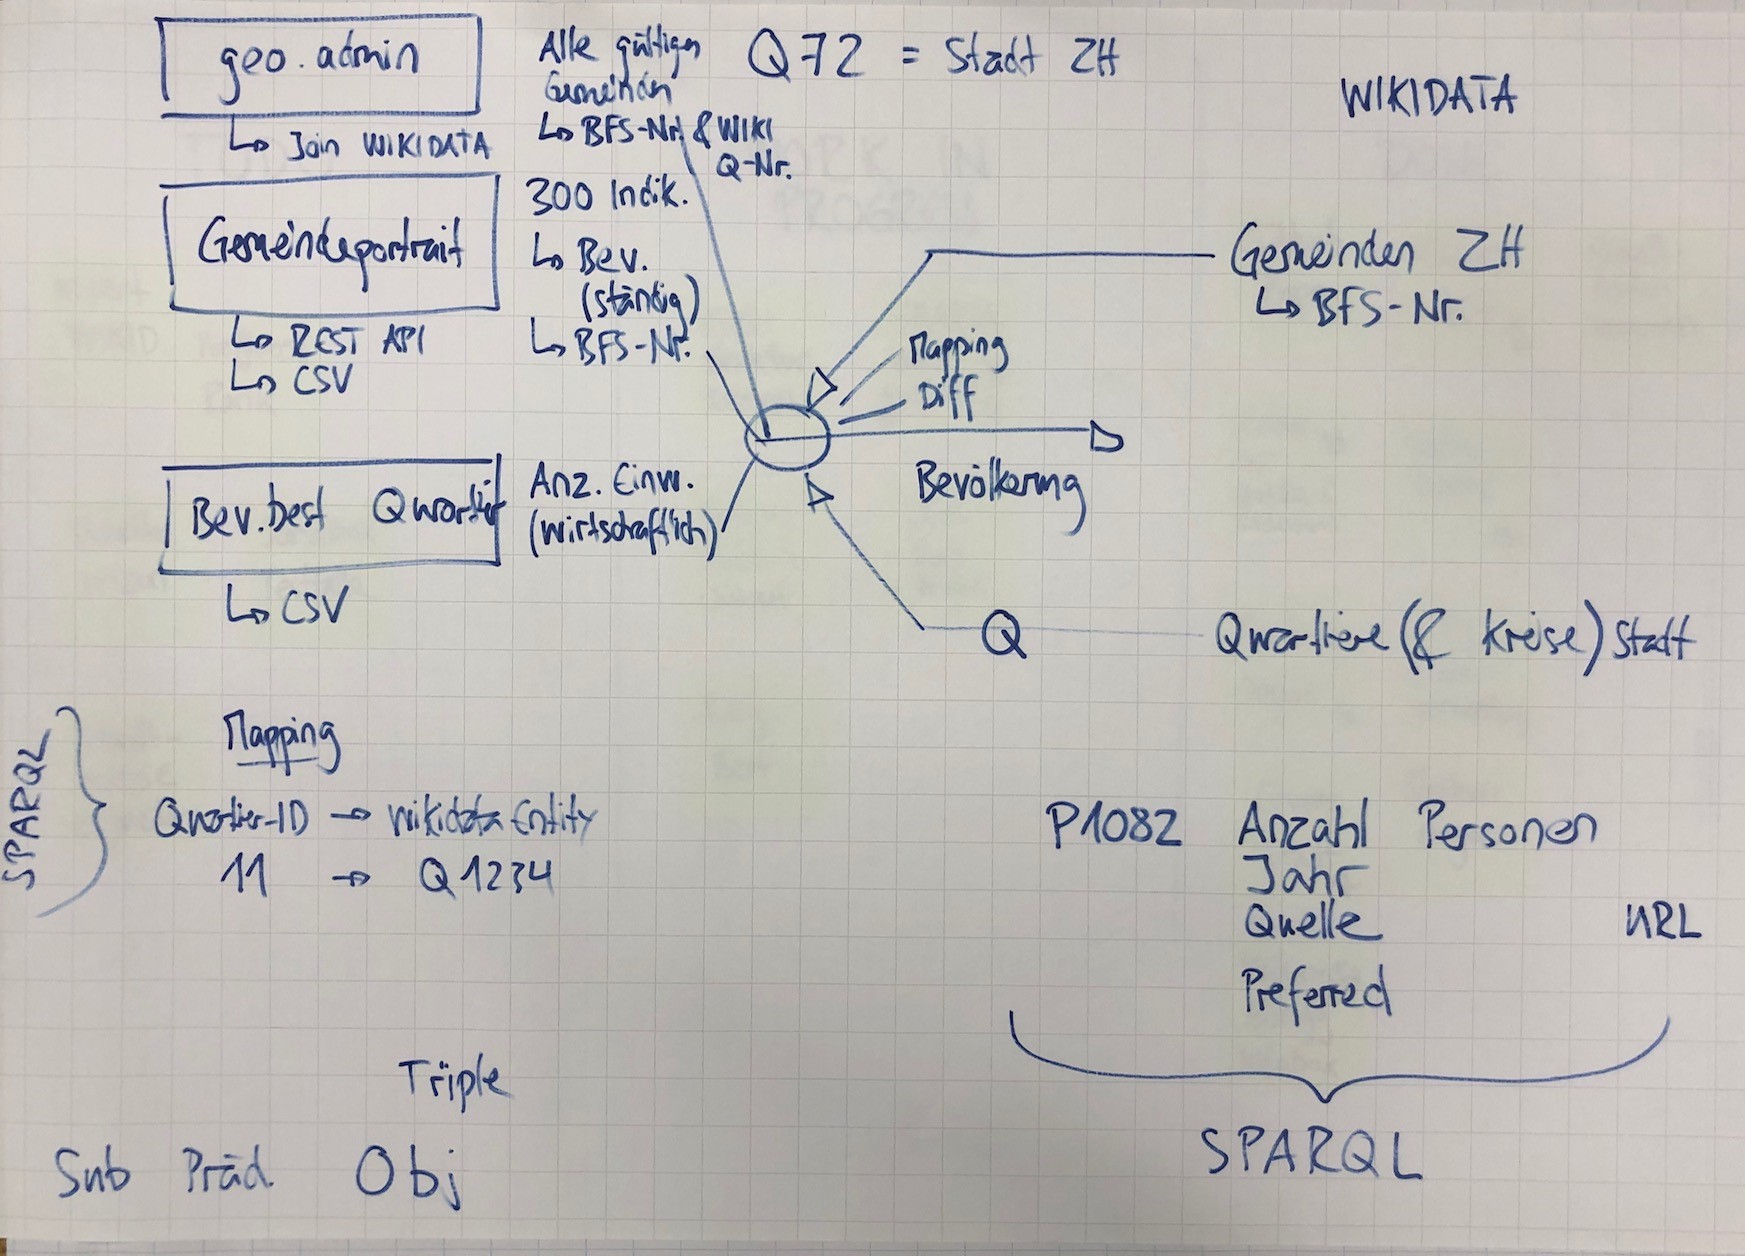 geo.admin
↳ Join WIKIDATA
Alle gültigen
Gemeinden
↳ BFS-Nr. & WIKI
Q-Nr.
Q72 = Stadt ZH
WIKIDATA
Gemeindeportrait
↳ REST API
↳ CSV
300 Indik.
↳ Bev.
(ständig)
↳ BFS-Nr.
Gemeinden ZH
↳ BFS-Nr.
Mapping
Diff
Bevölkerung
Bev.best Quartier
↳ CSV
Anz. Einw.
(wirtschaftlich)
Q
Quartiere (& Kreise) Stadt
SPARQL
Mapping
Quartier-ID → Wikidata Entity
11 → Q1234
P1082 Anzahl Personen
Jahr
Quelle URL
Preferred
SPARQL
Triple
Sub Präd Obj